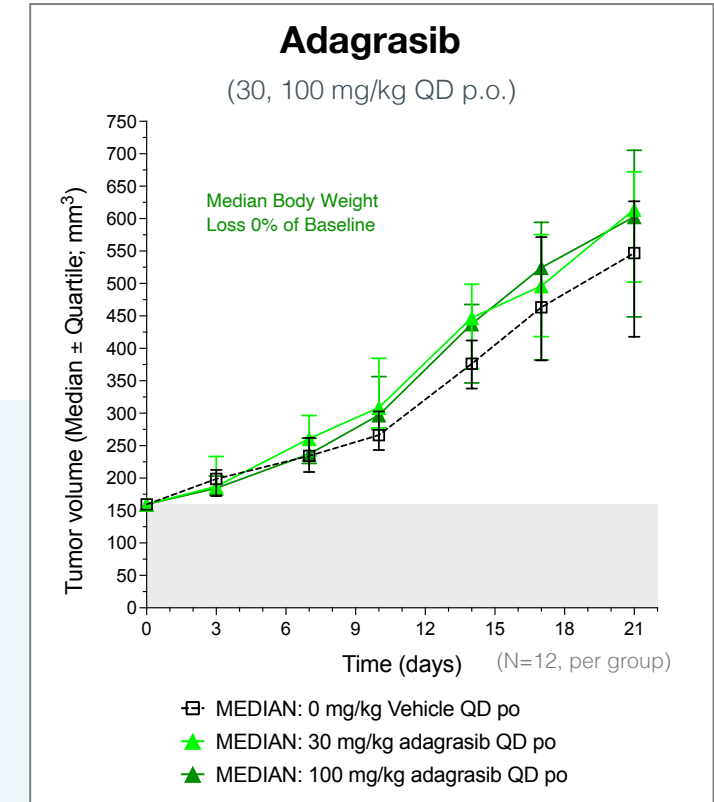 Adagrasib
(30, 100 mg/kg QD p.o.)
Tumor volume (Median ± Quartile; mm³)
750
700
650
600
550
500
450
400
350
300
250
200
150
100
50
0
Median Body Weight
Loss 0% of Baseline
0 3 6 9 12 15 18 21
Time (days) (N=12, per group)
MEDIAN: 0 mg/kg Vehicle QD po
MEDIAN: 30 mg/kg adagrasib QD po
MEDIAN: 100 mg/kg adagrasib QD po